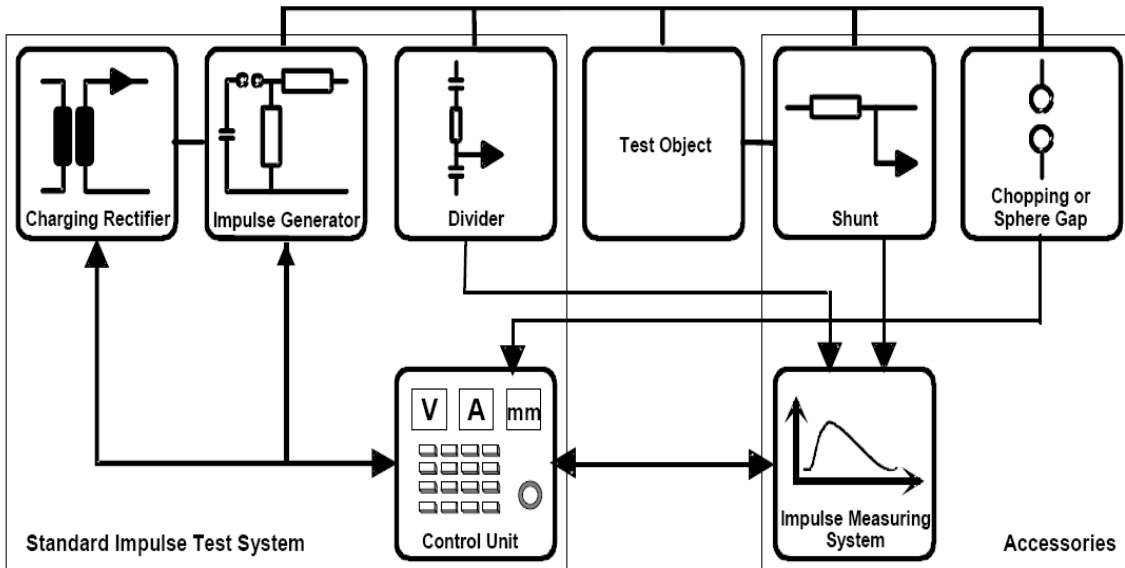 Charging Rectifier
Impulse Generator
Divider
Test Object
Shunt
Chopping or
Sphere Gap
V
A
mm
Control Unit
Impulse Measuring
System
Standard Impulse Test System
Accessories